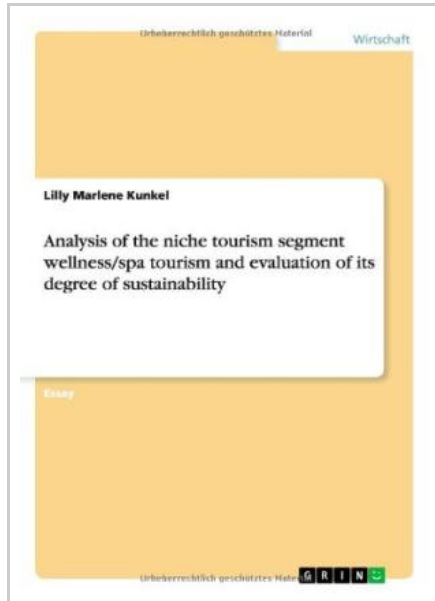 Urheberrechtlich geschütztes Material
Wirtschaft
Lilly Marlene Kunkel
Analysis of the niche tourism segment
wellness/spa tourism and evaluation of its
degree of sustainability
Essay
Urheberrechtlich geschütztes Mate
GRIN